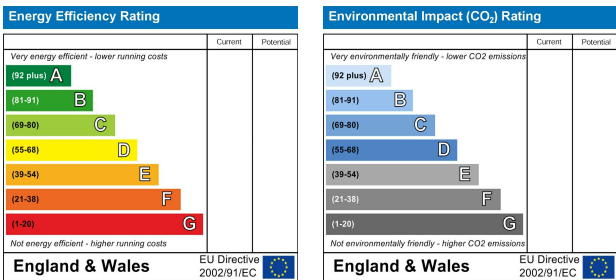 Energy Efficiency Rating
Current Potential
Very energy efficient - lower running costs
(92 plus) A
(81-91) B
(69-80) C
(55-68) D
(39-54) E
(21-38) F
(1-20) G
Not energy efficient - higher running costs
England & Wales
EU Directive
2002/91/EC
Environmental Impact (CO₂) Rating
Current Potential
Very environmentally friendly - lower CO2 emissions
(92 plus) A
(81-91) B
(69-80) C
(55-68) D
(39-54) E
(21-38) F
(1-20) G
Not environmentally friendly - higher CO2 emissions
England & Wales
EU Directive
2002/91/EC